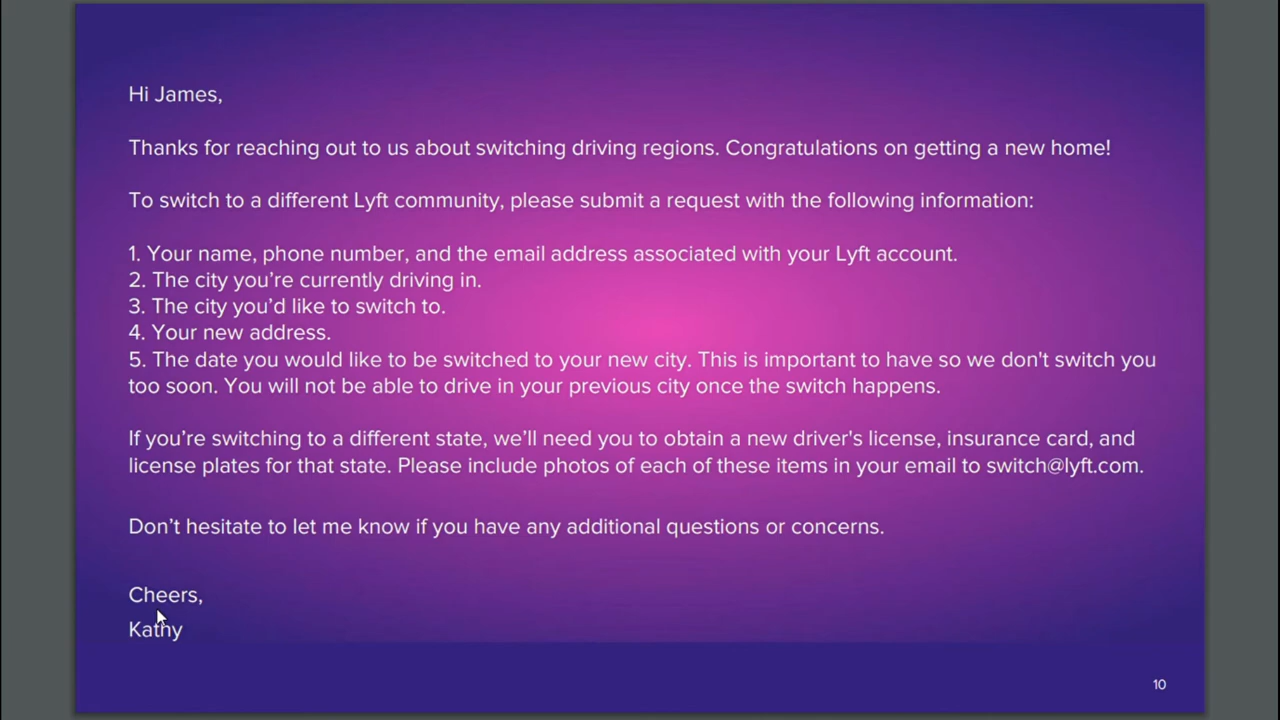 Hi James,
Thanks for reaching out to us about switching driving regions. Congratulations on getting a new home!
To switch to a different Lyft community, please submit a request with the following information:
1. Your name, phone number, and the email address associated with your Lyft account.
2. The city you’re currently driving in.
3. The city you’d like to switch to.
4. Your new address.
5. The date you would like to be switched to your new city. This is important to have so we don't switch you
too soon. You will not be able to drive in your previous city once the switch happens.
If you’re switching to a different state, we’ll need you to obtain a new driver's license, insurance card, and
license plates for that state. Please include photos of each of these items in your email to switch@lyft.com.
Don’t hesitate to let me know if you have any additional questions or concerns.
Cheers,
Kathy
10